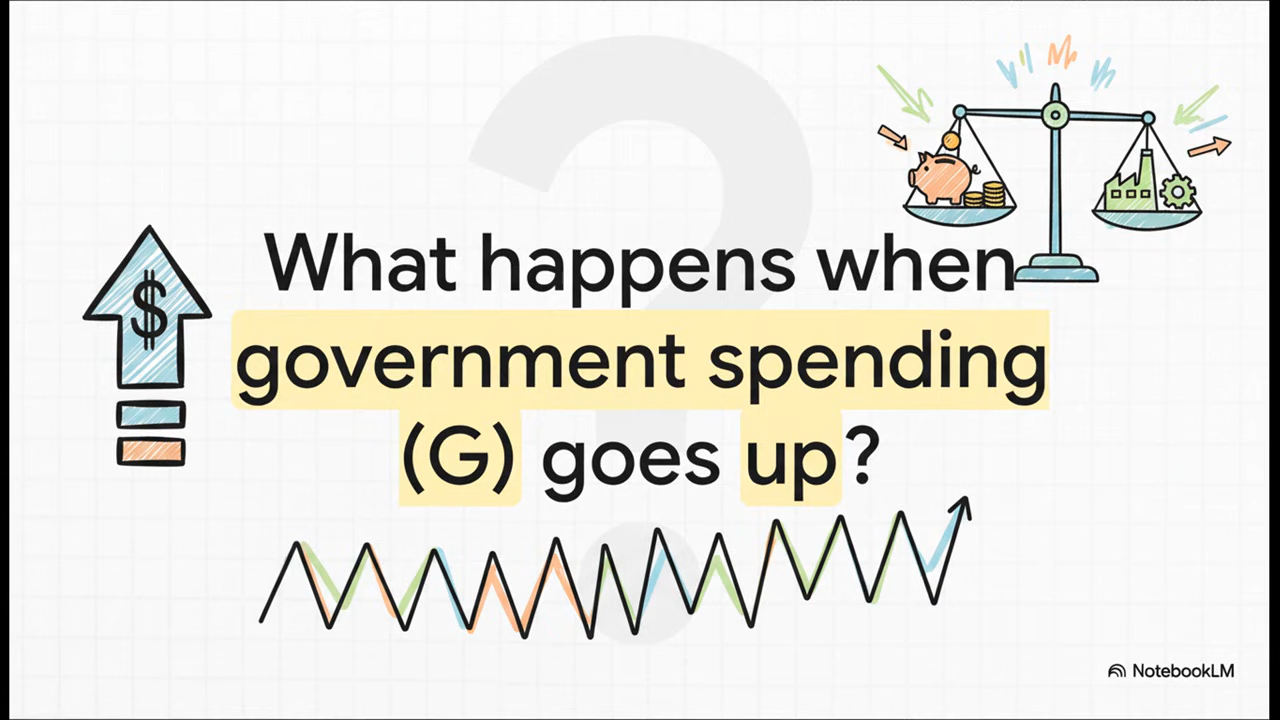 $
What happens when
government spending
(G) goes up?
NotebookLM